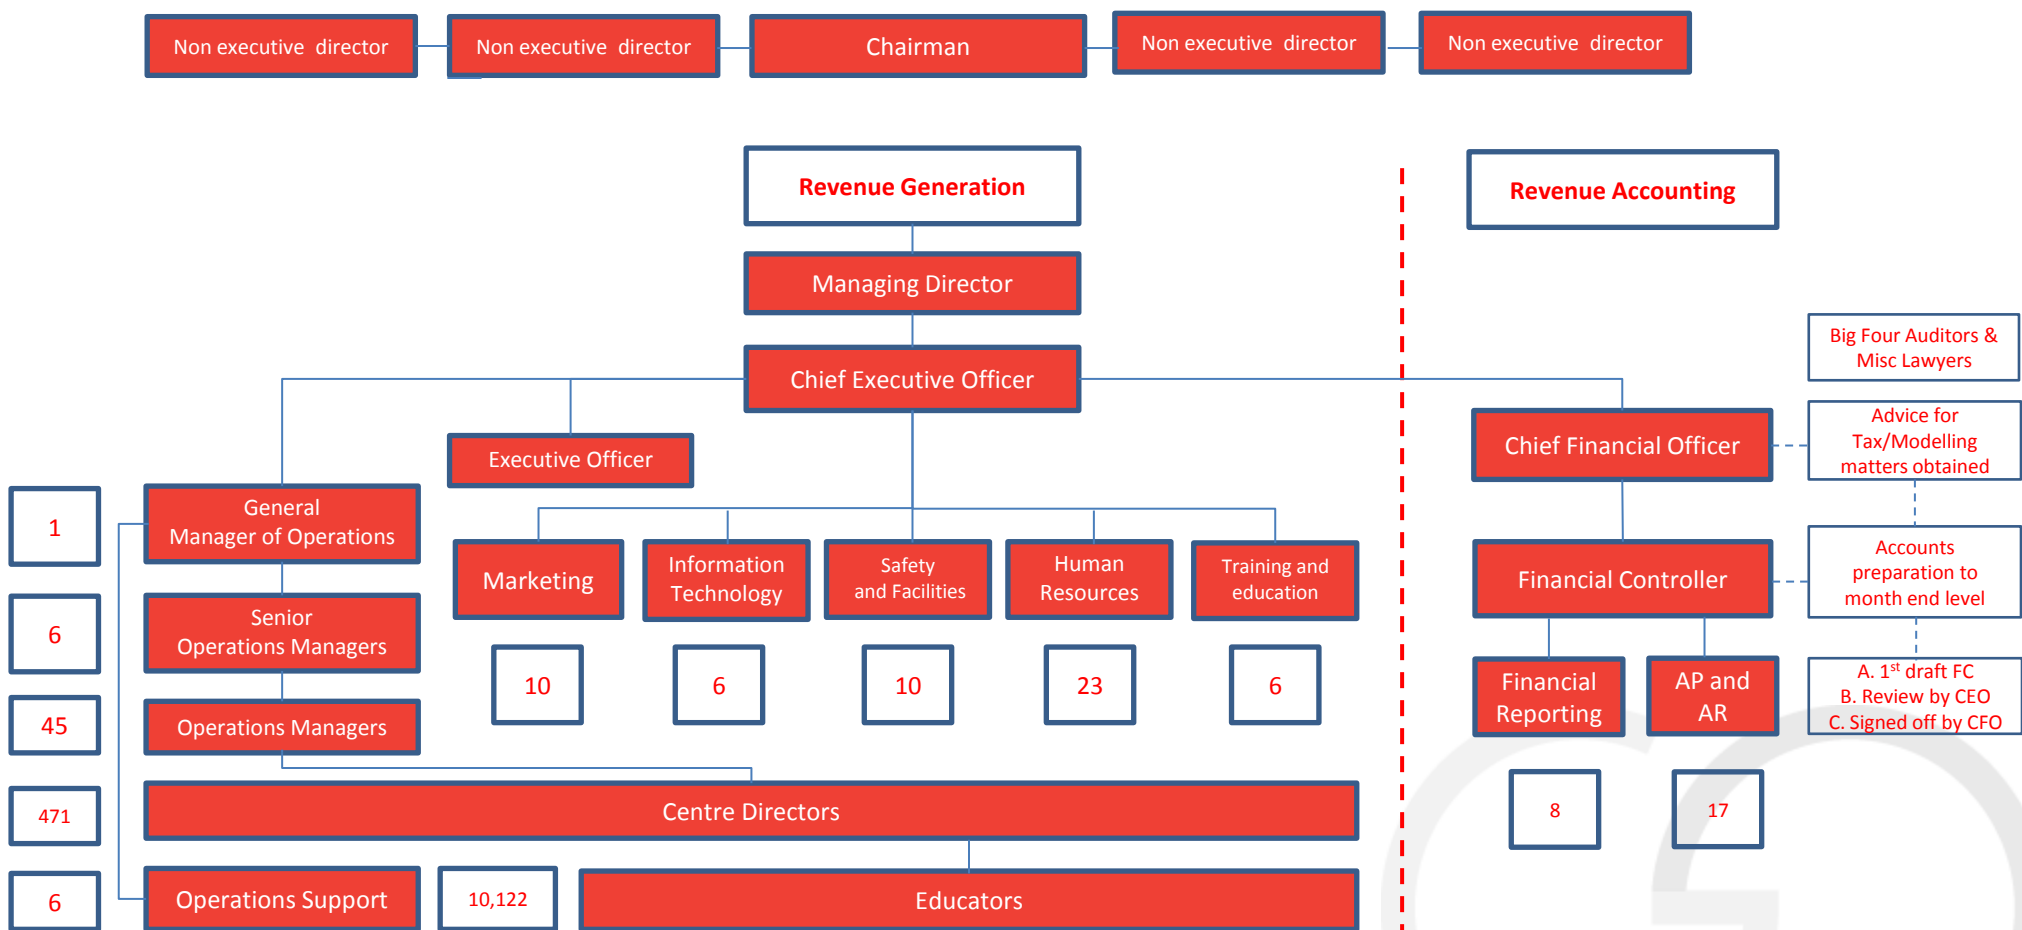 Non executive director
Non executive director
Chairman
Non executive director
Non executive director
Revenue Generation
Revenue Accounting
Managing Director
Chief Executive Officer
Big Four Auditors &
Misc Lawyers
Executive Officer
Chief Financial Officer
Advice for
Tax/Modelling
matters obtained
1
General
Manager of Operations
Marketing
Information
Technology
Safety
and Facilities
Human
Resources
Training and
education
Financial Controller
Accounts
preparation to
month end level
6
Senior
Operations Managers
10
6
10
23
6
Financial
Reporting
AP and
AR
A. 1st draft FC
B. Review by CEO
C. Signed off by CFO
45
Operations Managers
471
Centre Directors
8
17
6
Operations Support
10,122
Educators